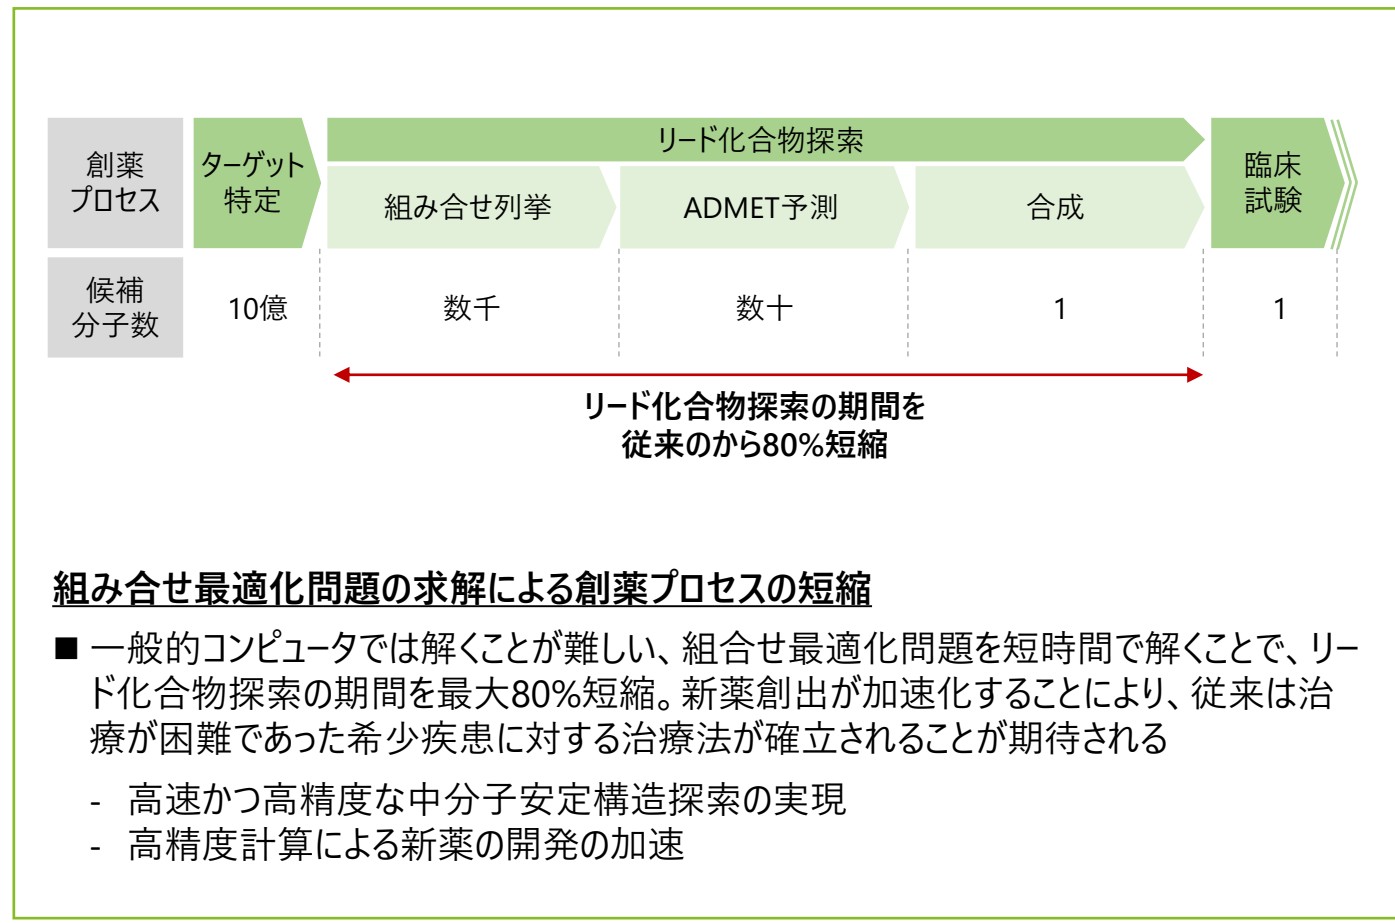 創薬
プロセス
ターゲット
特定
リード化合物探索
組み合せ列挙
ADMET予測
合成
臨床
試験
候補
分子数
10億
数千
数十
1
1
リード化合物探索の期間を
従来のから80%短縮
組み合せ最適化問題の求解による創薬プロセスの短縮
■ 一般的コンピュータでは解くことが難しい、組合せ最適化問題を短時間で解くことで、リー
ド化合物探索の期間を最大80%短縮。新薬創出が加速化することにより、従来は治
療が困難であった希少疾患に対する治療法が確立されることが期待される
- 高速かつ高精度な中分子安定構造探索の実現
- 高精度計算による新薬の開発の加速